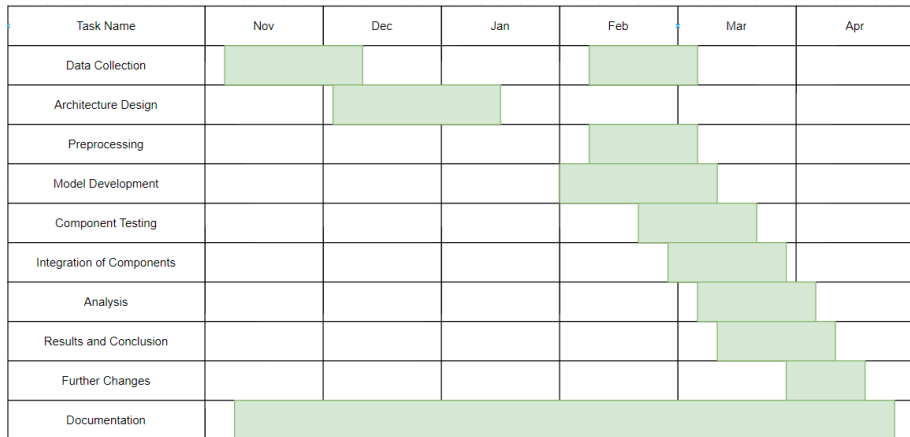 Task Name Nov Dec Jan Feb Mar Apr
Data Collection
Architecture Design
Preprocessing
Model Development
Component Testing
Integration of Components
Analysis
Results and Conclusion
Further Changes
Documentation